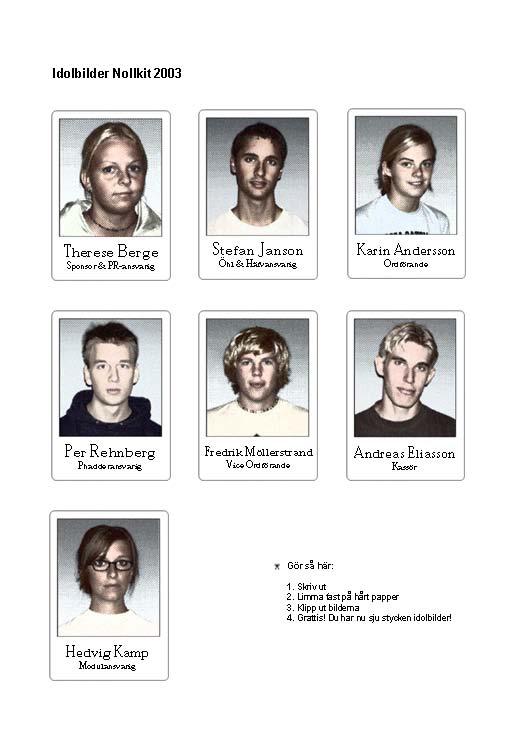 Idolbilder Nollkit 2003
Therese Berge
Sponsor & PR-ansvarig
Stefan Janson
Öhl & Häfvansvarig
Karin Andersson
Ordförande
Per Rehnberg
Phadderansvarig
Fredrik Möllerstrand
Vice Ordförande
Andreas Eliasson
Kassör
Hedvig Kamp
Modulansvarig
Gör så här:
1. Skriv ut
2. Limma fast på hårt papper
3. Klipp ut bilderna
4. Grattis! Du har nu sju stycken idolbilder!